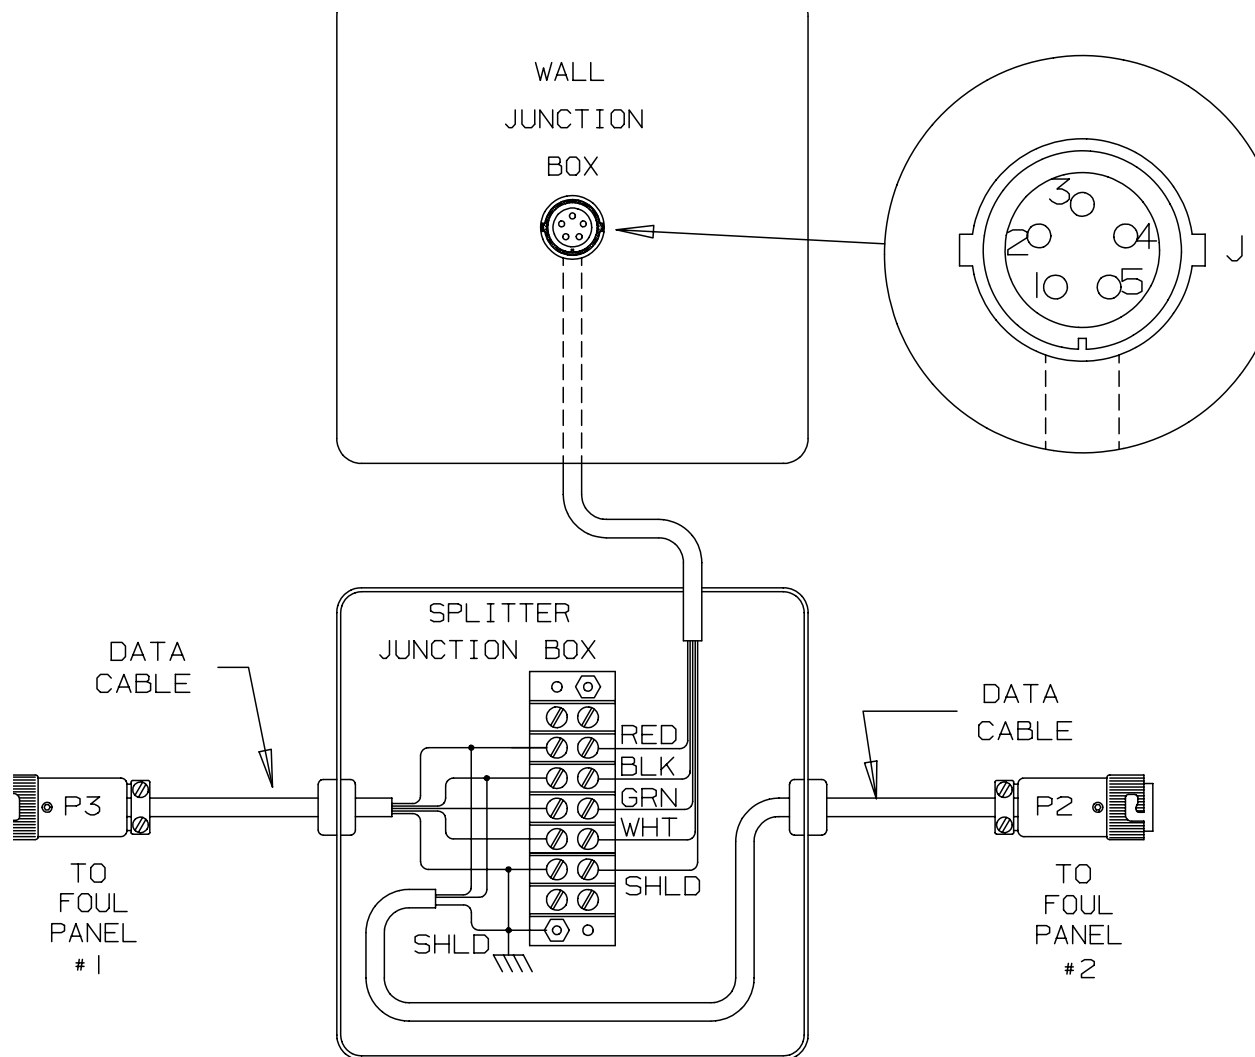 WALL
JUNCTION
BOX
3
2
4
1
5
J
SPLITTER
JUNCTION BOX
DATA
CABLE
DATA
CABLE
RED
BLK
GRN
WHT
SHLD
SHLD
P3
P2
TO
FOUL
PANEL
#1
TO
FOUL
PANEL
#2